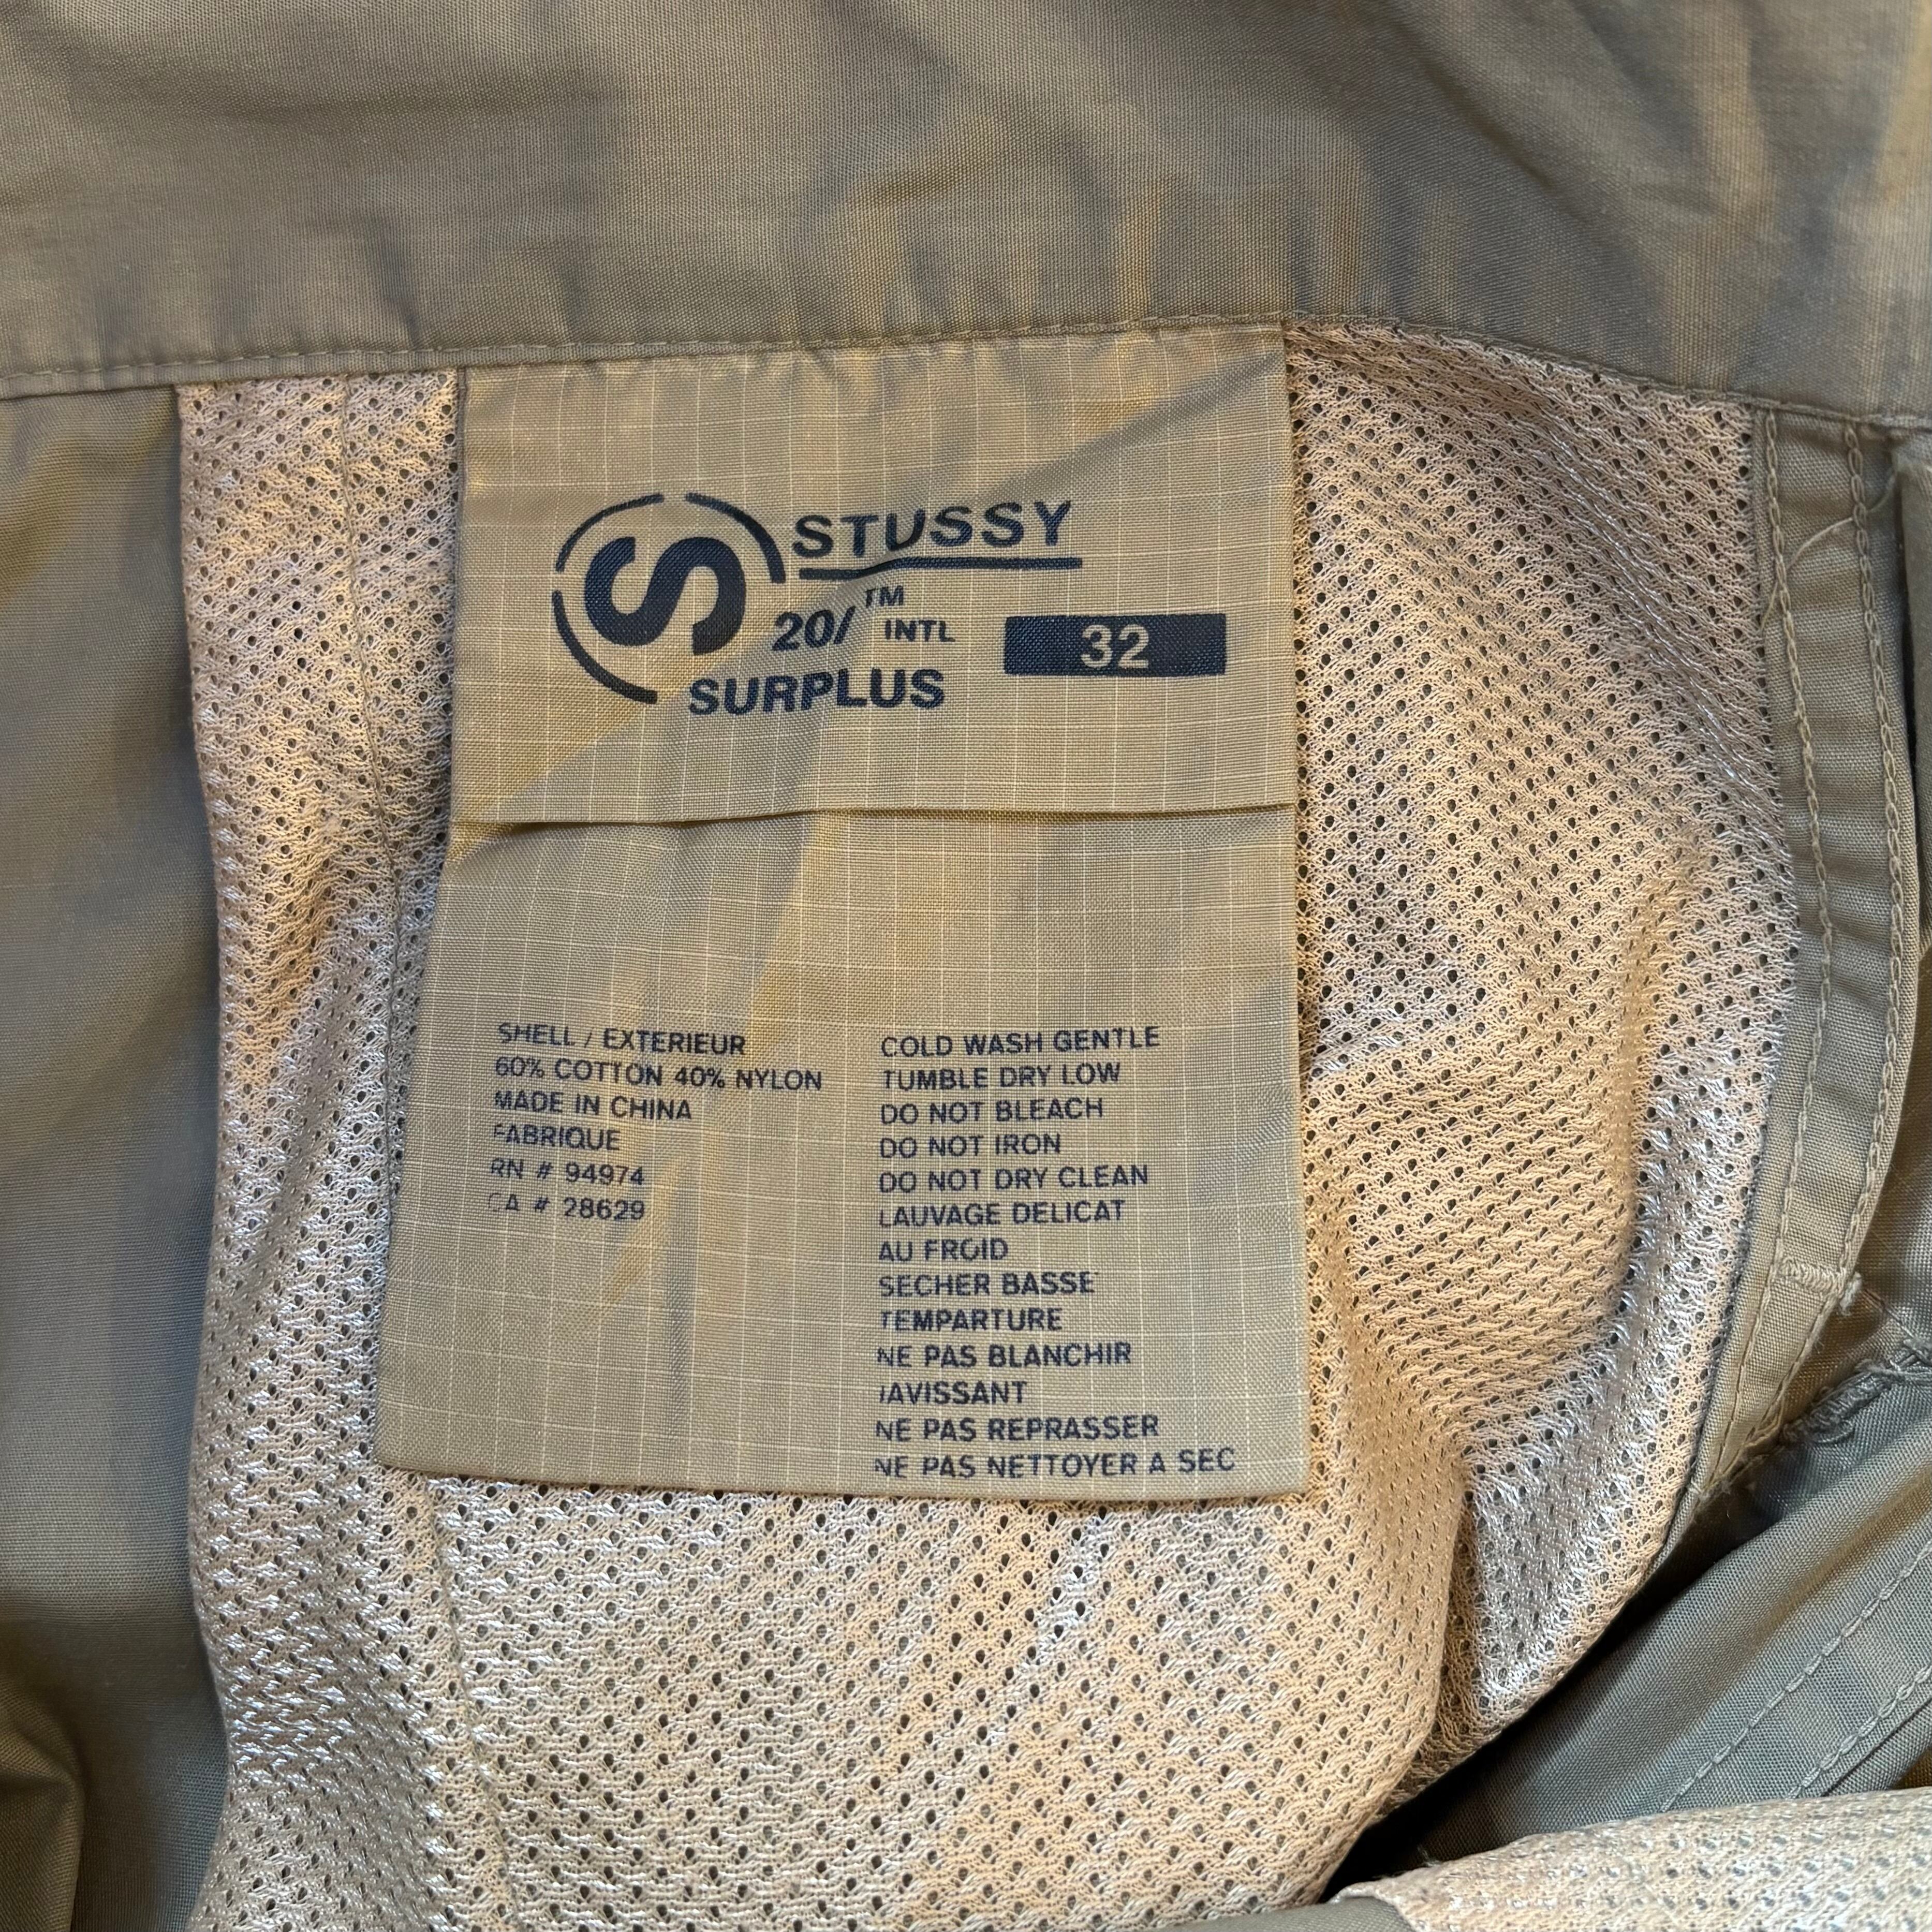 S
STUSSY
20/ TM INTL
SURPLUS
32
SHELL / EXTERIEUR
60% COTTON 40% NYLON
MADE IN CHINA
FABRIQUE
RN # 94974
CA # 28629
COLD WASH GENTLE
TUMBLE DRY LOW
DO NOT BLEACH
DO NOT IRON
DO NOT DRY CLEAN
LAUVAGE DELICAT
AU FROID
SECHER BASSE
TEMPARTURE
NE PAS BLANCHIR
JAVISSANT
NE PAS REPRASSER
NE PAS NETTOYER A SEC